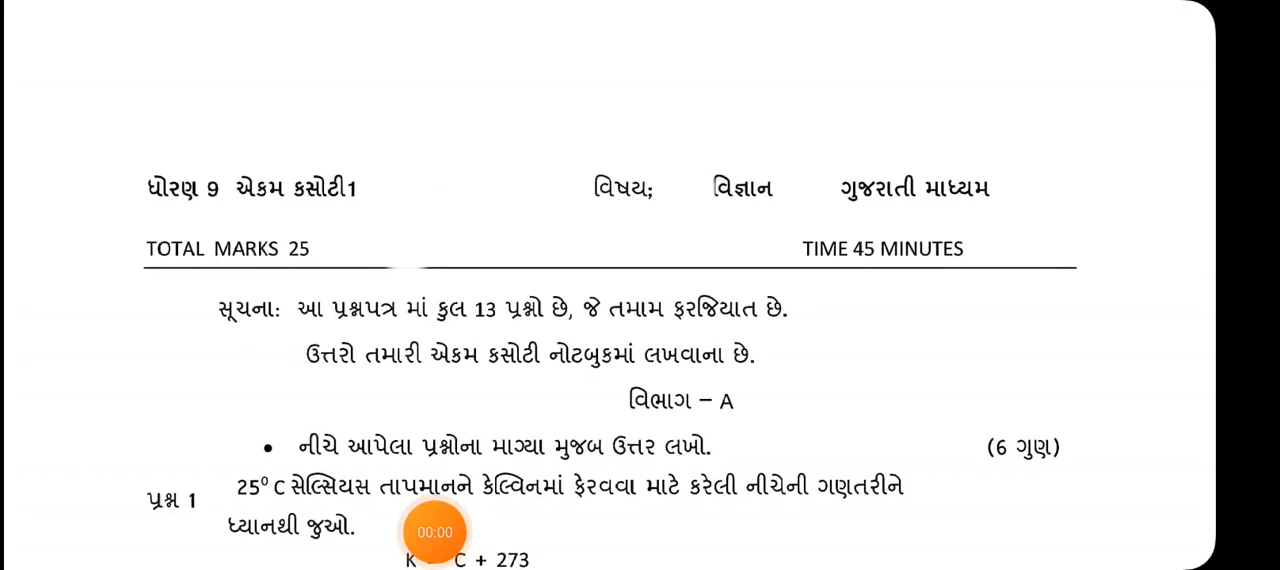 ધોરણ 9 એકમ કસોટી1 વિષય; વિજ્ઞાન ગુજરાતી માધ્યમ
TOTAL MARKS 25 TIME 45 MINUTES
સૂચના: આ પ્રશ્નપત્ર માં કુલ 13 પ્રશ્નો છે, જે તમામ ફરજિયાત છે.
ઉત્તરો તમારી એકમ કસોટી નોટબુકમાં લખવાના છે.
વિભાગ – A
• નીચે આપેલા પ્રશ્નોના માગ્યા મુજબ ઉત્તર લખો. (6 ગુણ)
પ્રશ્ન 1 25⁰ C સેલ્સિયસ તાપમાનને કેલ્વિનમાં ફેરવવા માટે કરેલી નીચેની ગણતરીને
ધ્યાનથી જુઓ.
00:00
K C + 273